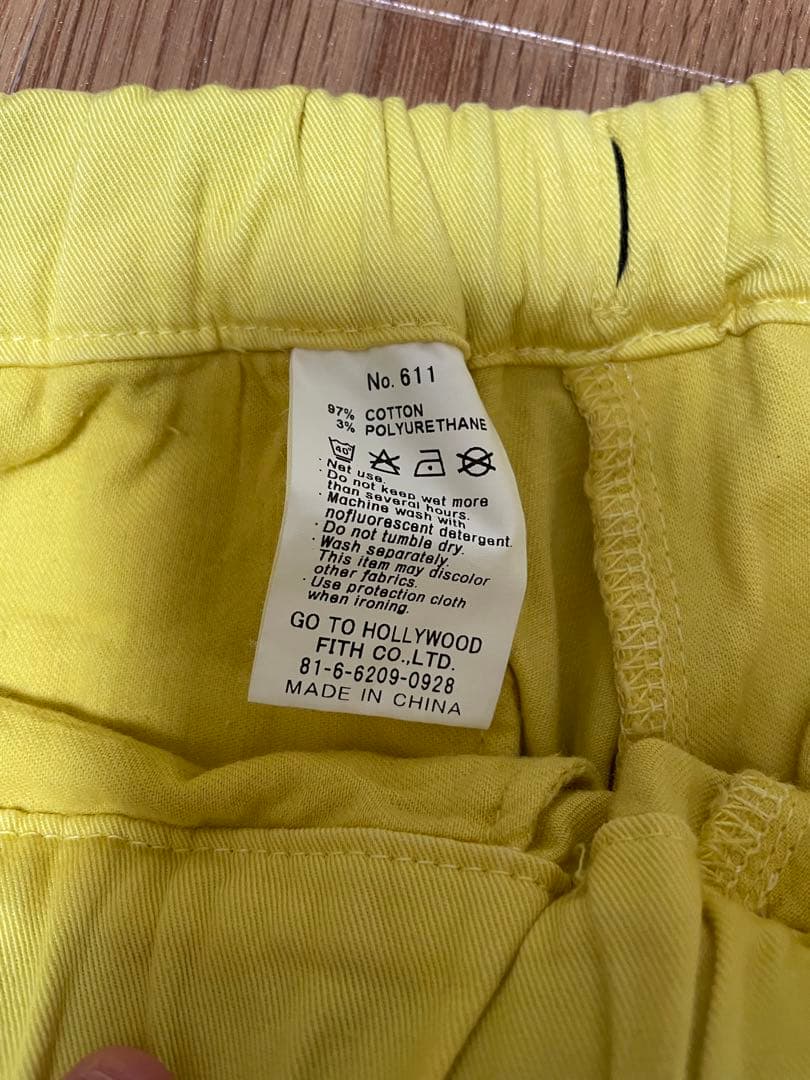 No. 611
97% COTTON
3% POLYURETHANE
40
· Net use.
· Do not keep wet more
than several hours.
· Machine wash with
nofluorescent detergent.
· Do not tumble dry.
· Wash separately.
This item may discolor
other fabrics.
· Use protection cloth
when ironing.
GO TO HOLLYWOOD
FITH CO.,LTD.
81-6-6209-0928
MADE IN CHINA